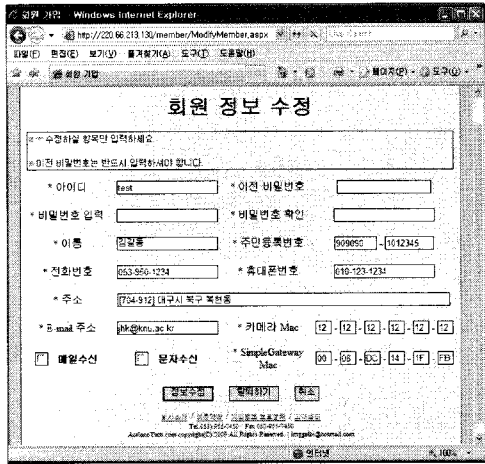 회원 가입 - Windows Internet Explorer
http://220.66.213.130/member/ModifyMember.aspx
파일(F) 편집(E) 보기(V) 즐겨찾기(A) 도구(T) 도움말(H)
회원 가입 페이지(P) 도구(O)
회원 정보 수정
수정하실 항목만 입력하세요
이전 비밀번호는 반드시 입력하셔야 합니다.
* 아이디 test * 이전 비밀번호
* 비밀번호 입력 * 비밀번호 확인
* 이름 김길동 * 주민등록번호 909090 - 1012345
* 전화번호 053-950-1234 * 휴대폰번호 010-123-1234
* 주소 [704-912] 대구시 북구 복현동
* E-mail 주소 jhk@knu.ac.kr * 카메라 Mac 12 - 12 - 12 - 12 - 12 - 12
메일수신 문자수신 * SimpleGateway Mac 00 - 06 - DC - 14 - 1F - FB
정보수정 탈퇴하기 취소
인터넷 100%